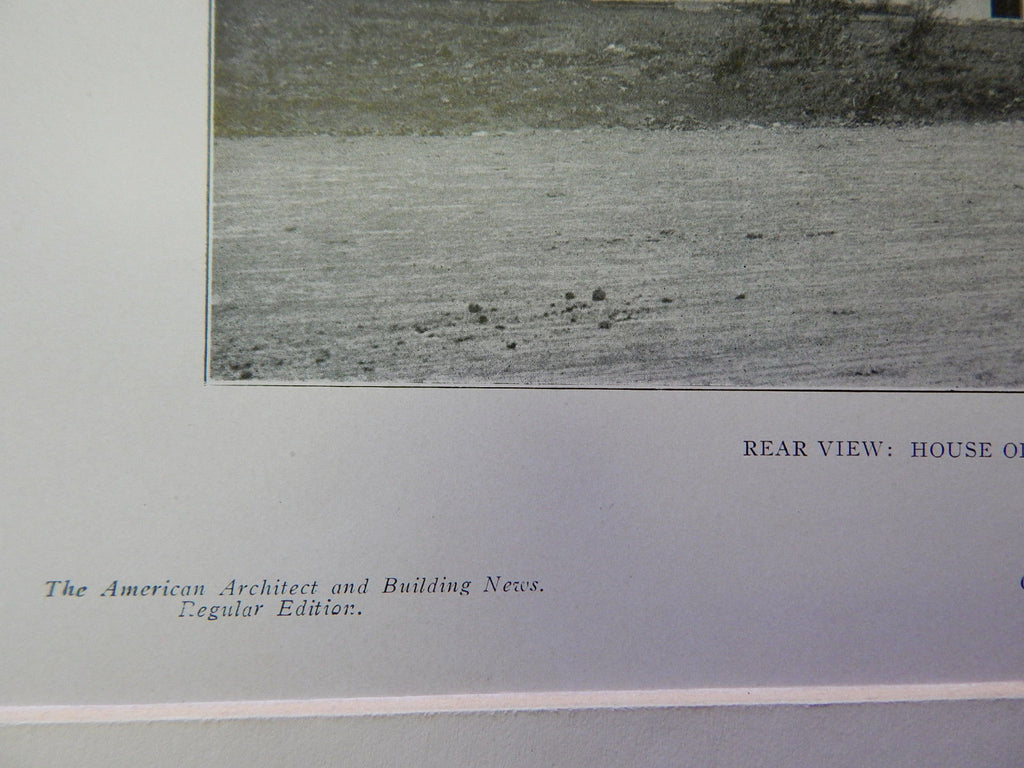 REAR VIEW: HOUSE
The American Architect and Building News.
Regular Edition.